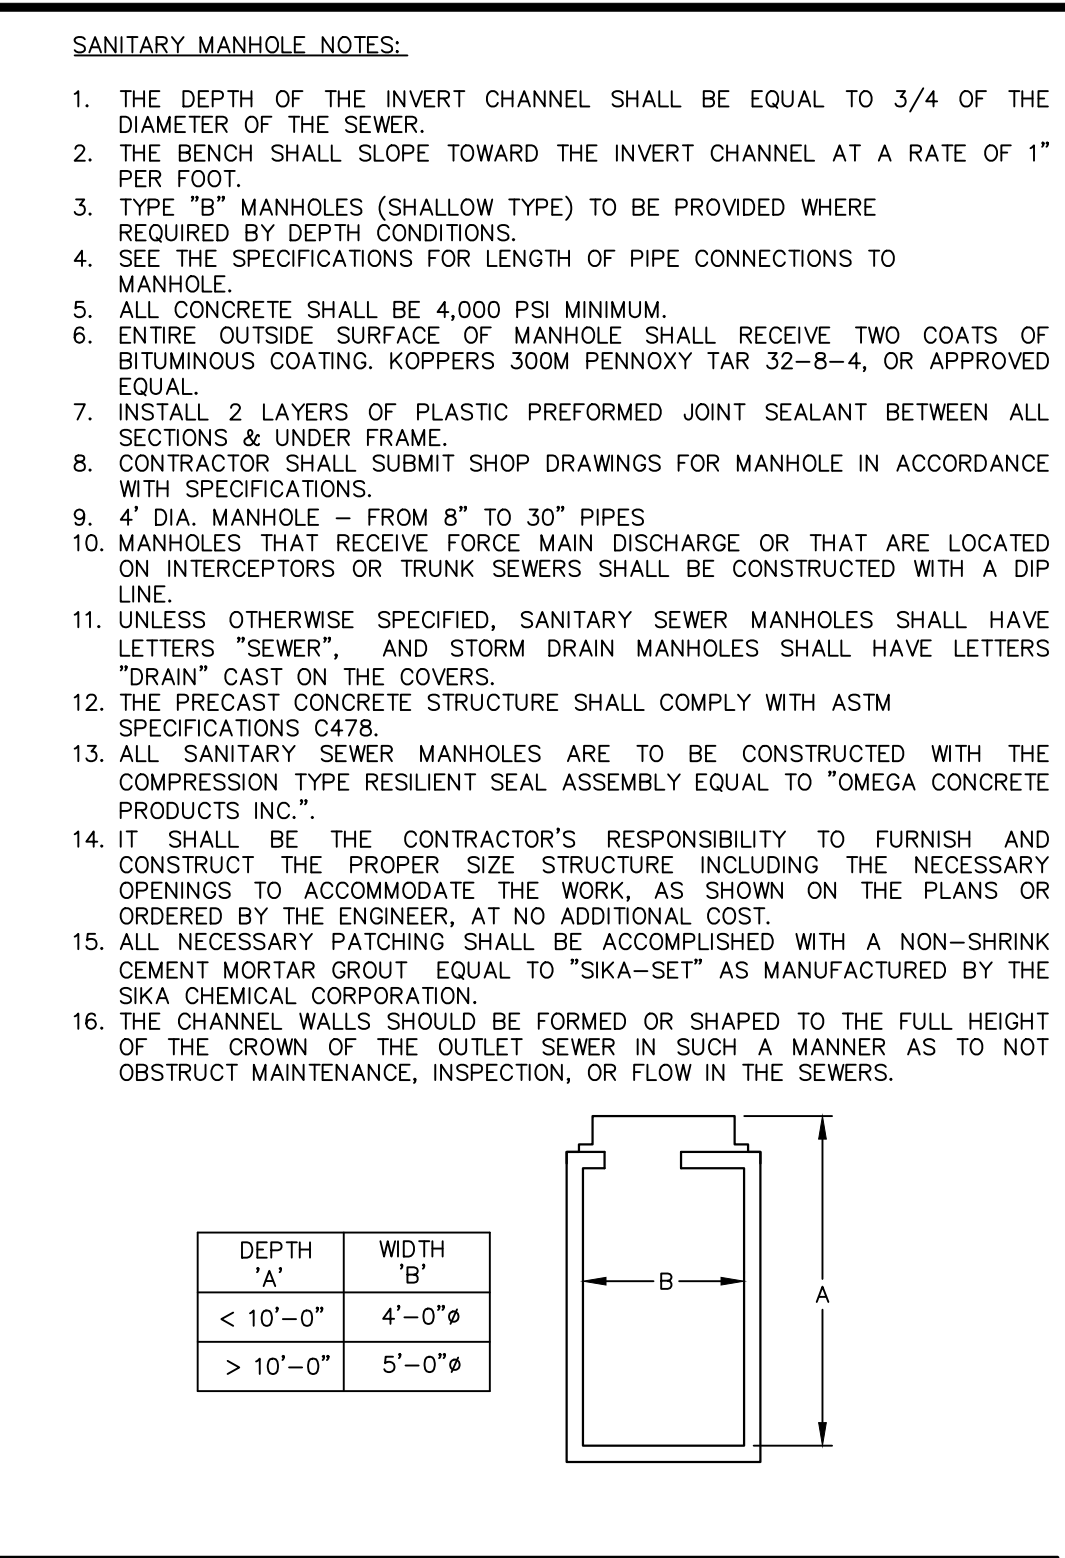 SANITARY MANHOLE NOTES:
1. THE DEPTH OF THE INVERT CHANNEL SHALL BE EQUAL TO 3/4 OF THE
DIAMETER OF THE SEWER.
2. THE BENCH SHALL SLOPE TOWARD THE INVERT CHANNEL AT A RATE OF 1"
PER FOOT.
3. TYPE "B" MANHOLES (SHALLOW TYPE) TO BE PROVIDED WHERE
REQUIRED BY DEPTH CONDITIONS.
4. SEE THE SPECIFICATIONS FOR LENGTH OF PIPE CONNECTIONS TO
MANHOLE.
5. ALL CONCRETE SHALL BE 4,000 PSI MINIMUM.
6. ENTIRE OUTSIDE SURFACE OF MANHOLE SHALL RECEIVE TWO COATS OF
BITUMINOUS COATING. KOPPERS 300M PENNOXY TAR 32-8-4, OR APPROVED
EQUAL.
7. INSTALL 2 LAYERS OF PLASTIC PREFORMED JOINT SEALANT BETWEEN ALL
SECTIONS & UNDER FRAME.
8. CONTRACTOR SHALL SUBMIT SHOP DRAWINGS FOR MANHOLE IN ACCORDANCE
WITH SPECIFICATIONS.
9. 4' DIA. MANHOLE – FROM 8" TO 30" PIPES
10. MANHOLES THAT RECEIVE FORCE MAIN DISCHARGE OR THAT ARE LOCATED
ON INTERCEPTORS OR TRUNK SEWERS SHALL BE CONSTRUCTED WITH A DIP
LINE.
11. UNLESS OTHERWISE SPECIFIED, SANITARY SEWER MANHOLES SHALL HAVE
LETTERS "SEWER", AND STORM DRAIN MANHOLES SHALL HAVE LETTERS
"DRAIN" CAST ON THE COVERS.
12. THE PRECAST CONCRETE STRUCTURE SHALL COMPLY WITH ASTM
SPECIFICATIONS C478.
13. ALL SANITARY SEWER MANHOLES ARE TO BE CONSTRUCTED WITH THE
COMPRESSION TYPE RESILIENT SEAL ASSEMBLY EQUAL TO "OMEGA CONCRETE
PRODUCTS INC.".
14. IT SHALL BE THE CONTRACTOR'S RESPONSIBILITY TO FURNISH AND
CONSTRUCT THE PROPER SIZE STRUCTURE INCLUDING THE NECESSARY
OPENINGS TO ACCOMMODATE THE WORK, AS SHOWN ON THE PLANS OR
ORDERED BY THE ENGINEER, AT NO ADDITIONAL COST.
15. ALL NECESSARY PATCHING SHALL BE ACCOMPLISHED WITH A NON-SHRINK
CEMENT MORTAR GROUT EQUAL TO "SIKA-SET" AS MANUFACTURED BY THE
SIKA CHEMICAL CORPORATION.
16. THE CHANNEL WALLS SHOULD BE FORMED OR SHAPED TO THE FULL HEIGHT
OF THE CROWN OF THE OUTLET SEWER IN SUCH A MANNER AS TO NOT
OBSTRUCT MAINTENANCE, INSPECTION, OR FLOW IN THE SEWERS.
DEPTH WIDTH
'A' 'B'
< 10'-0" 4'-0"ø
> 10'-0" 5'-0"ø
B
A